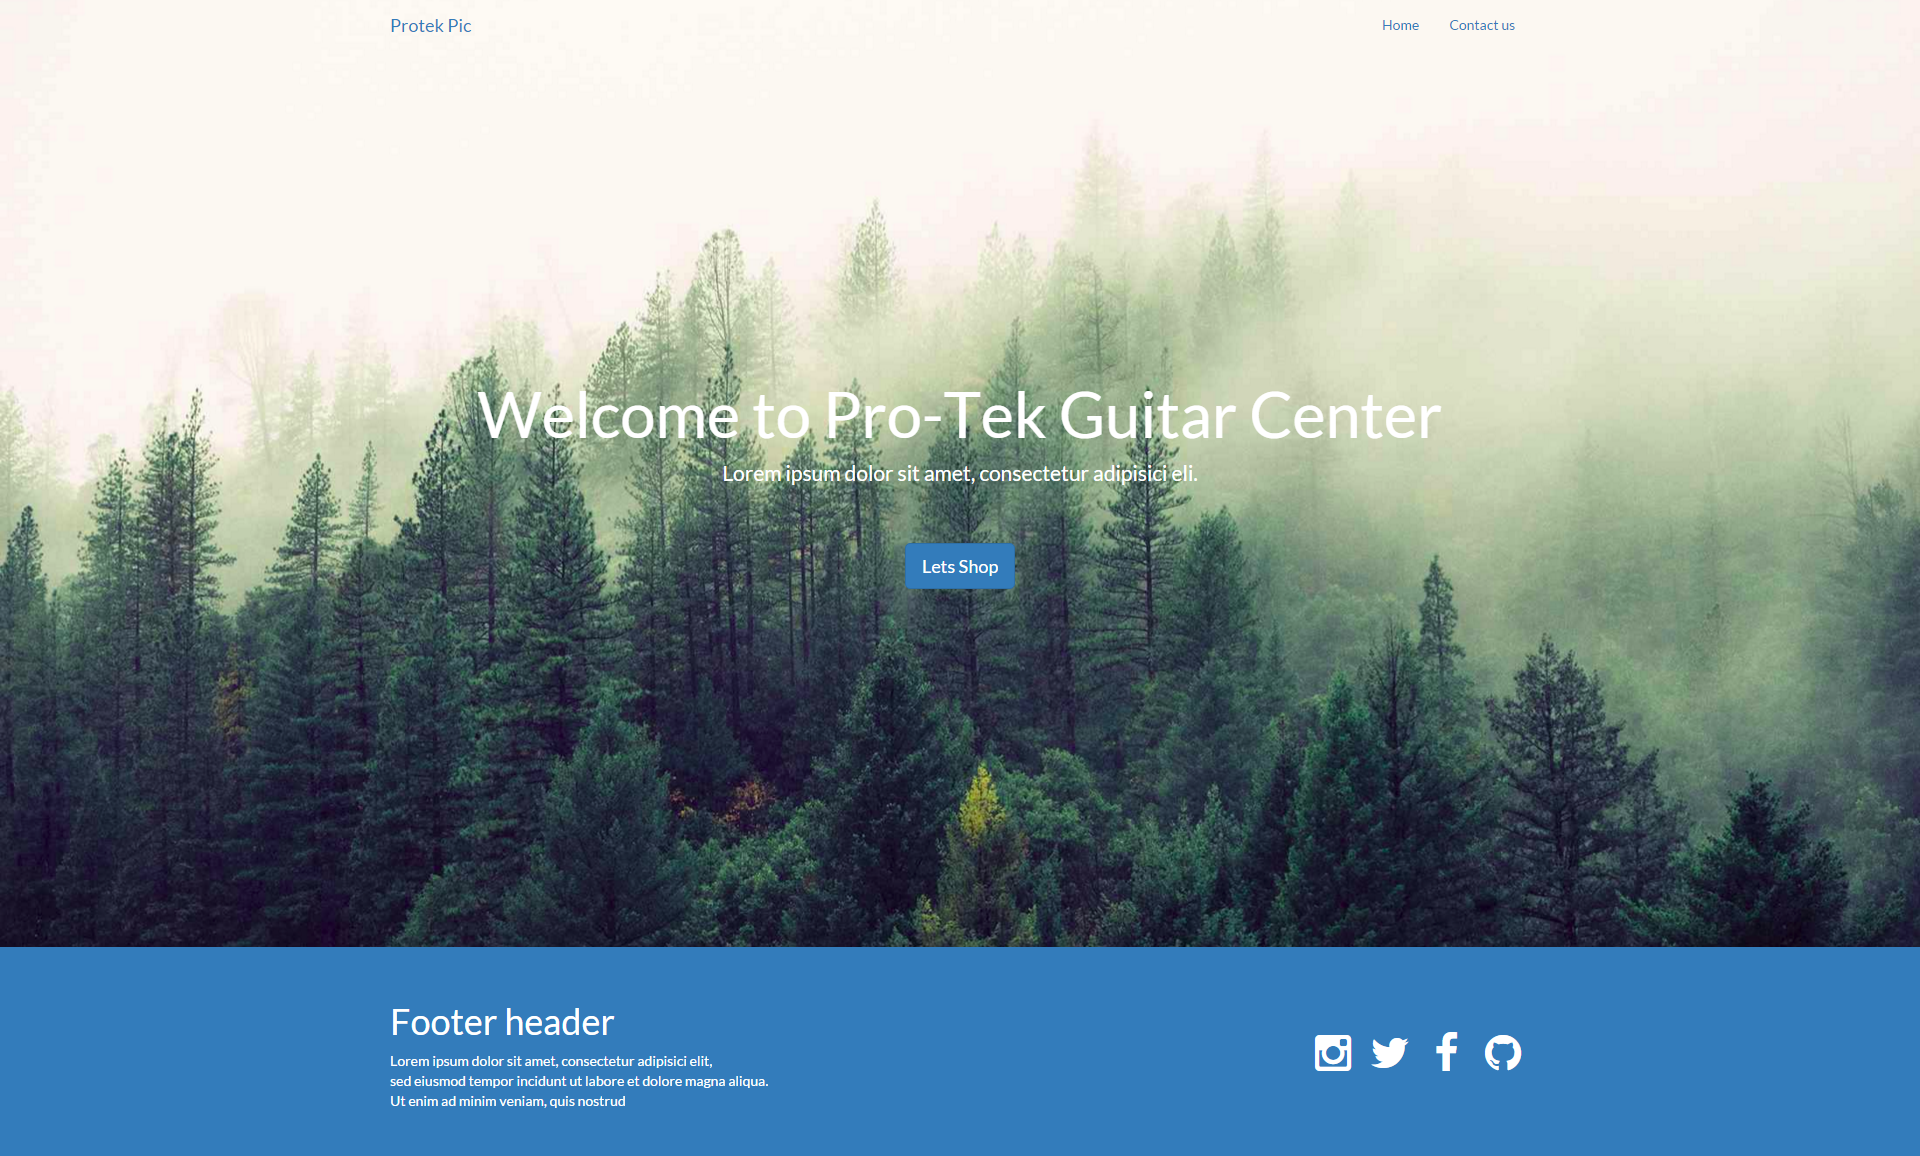 Protek Pic
Home
Contact us
Welcome to Pro-Tek Guitar Center
Lorem ipsum dolor sit amet, consectetur adipisici eli.
Lets Shop
Footer header
Lorem ipsum dolor sit amet, consectetur adipisici elit,
sed eiusmod tempor incidunt ut labore et dolore magna aliqua.
Ut enim ad minim veniam, quis nostrud